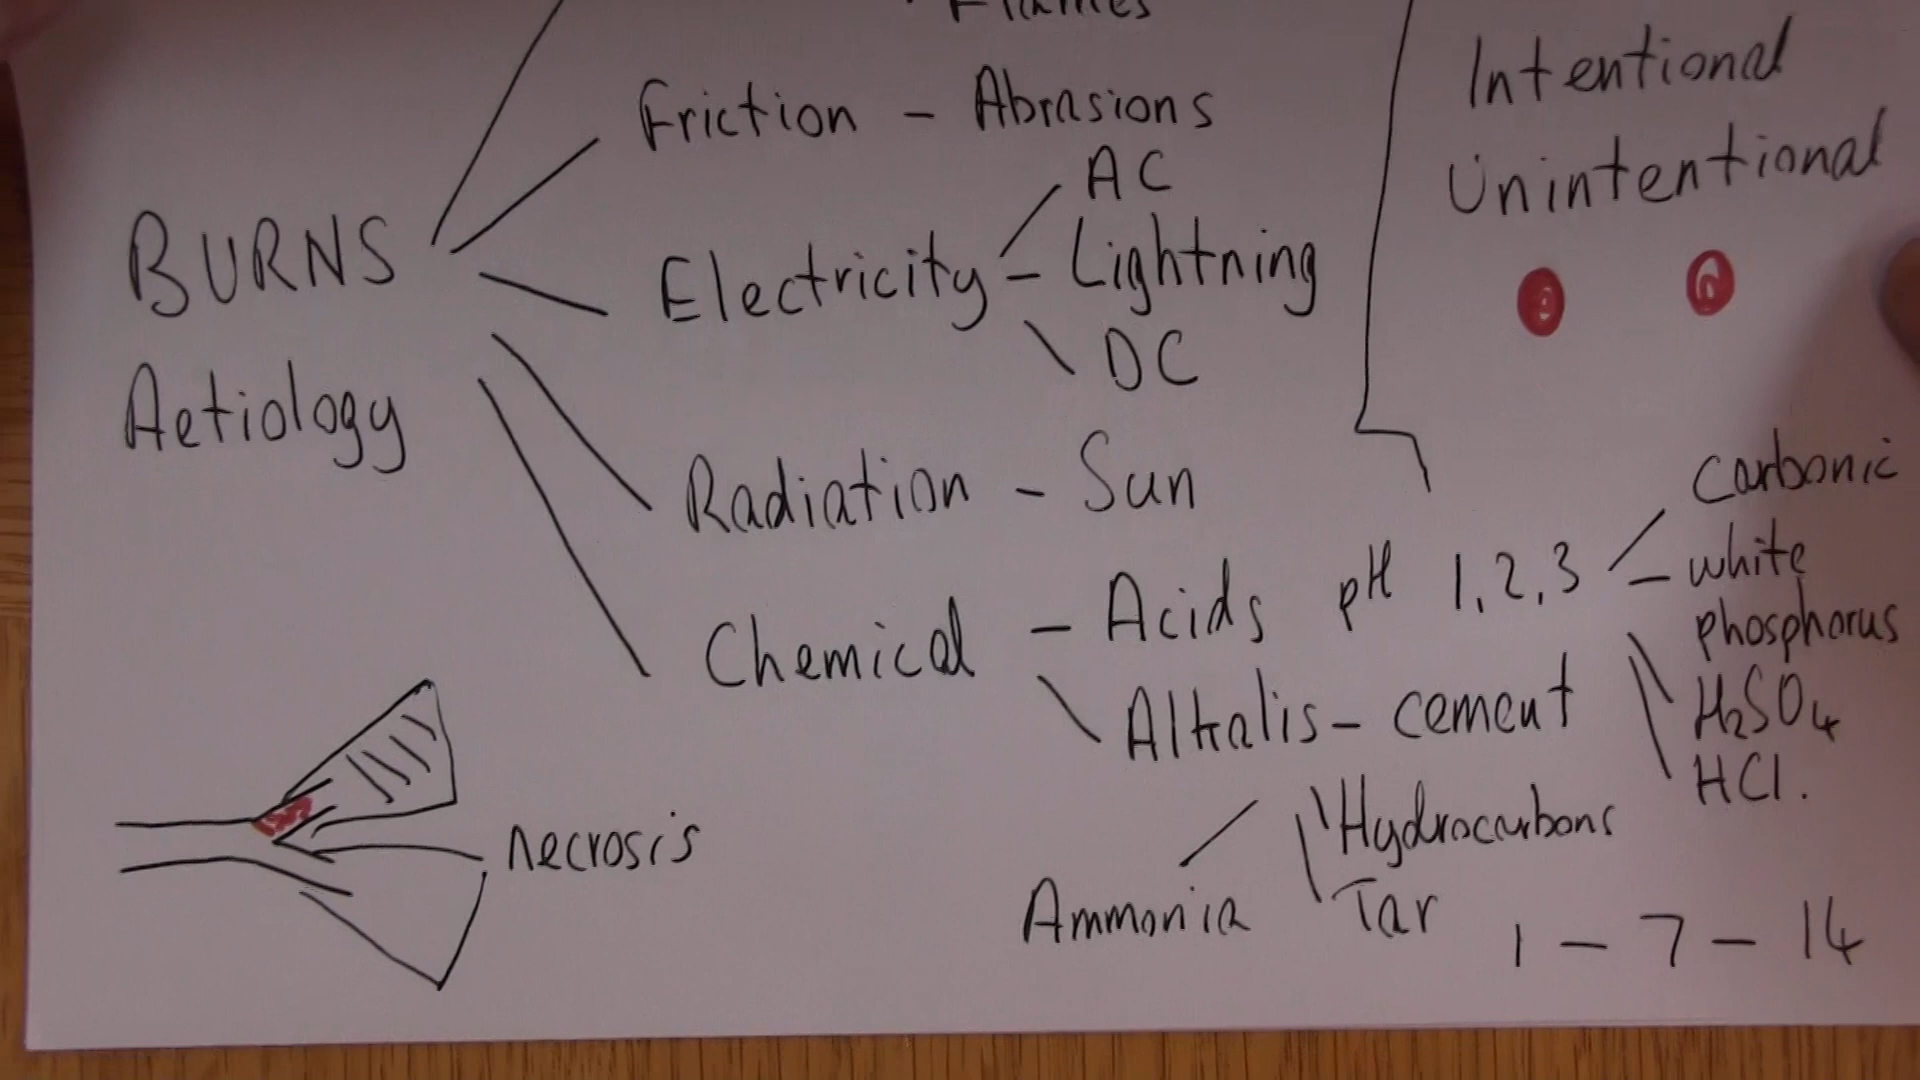 Flames
Friction - Abrasions
Intentional
Unintentional
BURNS
Aetiology
Electricity - AC
Lightning
DC
Radiation - Sun
Chemical - Acids pH 1, 2, 3
Carbonic
white
phosphorus
H₂SO₄
HCl.
Alkalis - cement
Hydrocarbons
Tar
Ammonia
1 - 7 - 14
necrosis